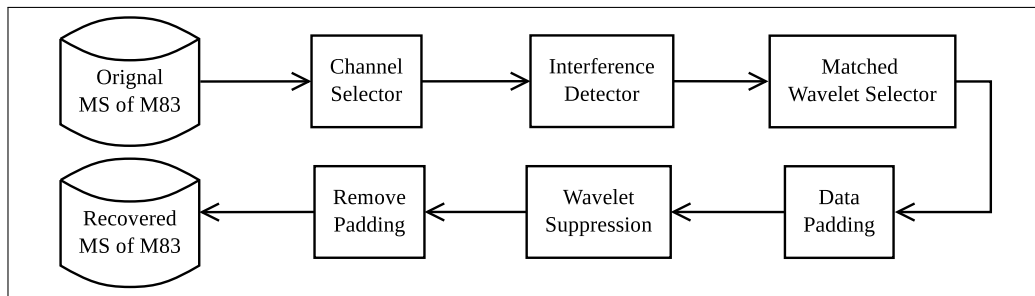 Orignal
MS of M83
Channel
Selector
Interference
Detector
Matched
Wavelet Selector
Data
Padding
Wavelet
Suppression
Remove
Padding
Recovered
MS of M83